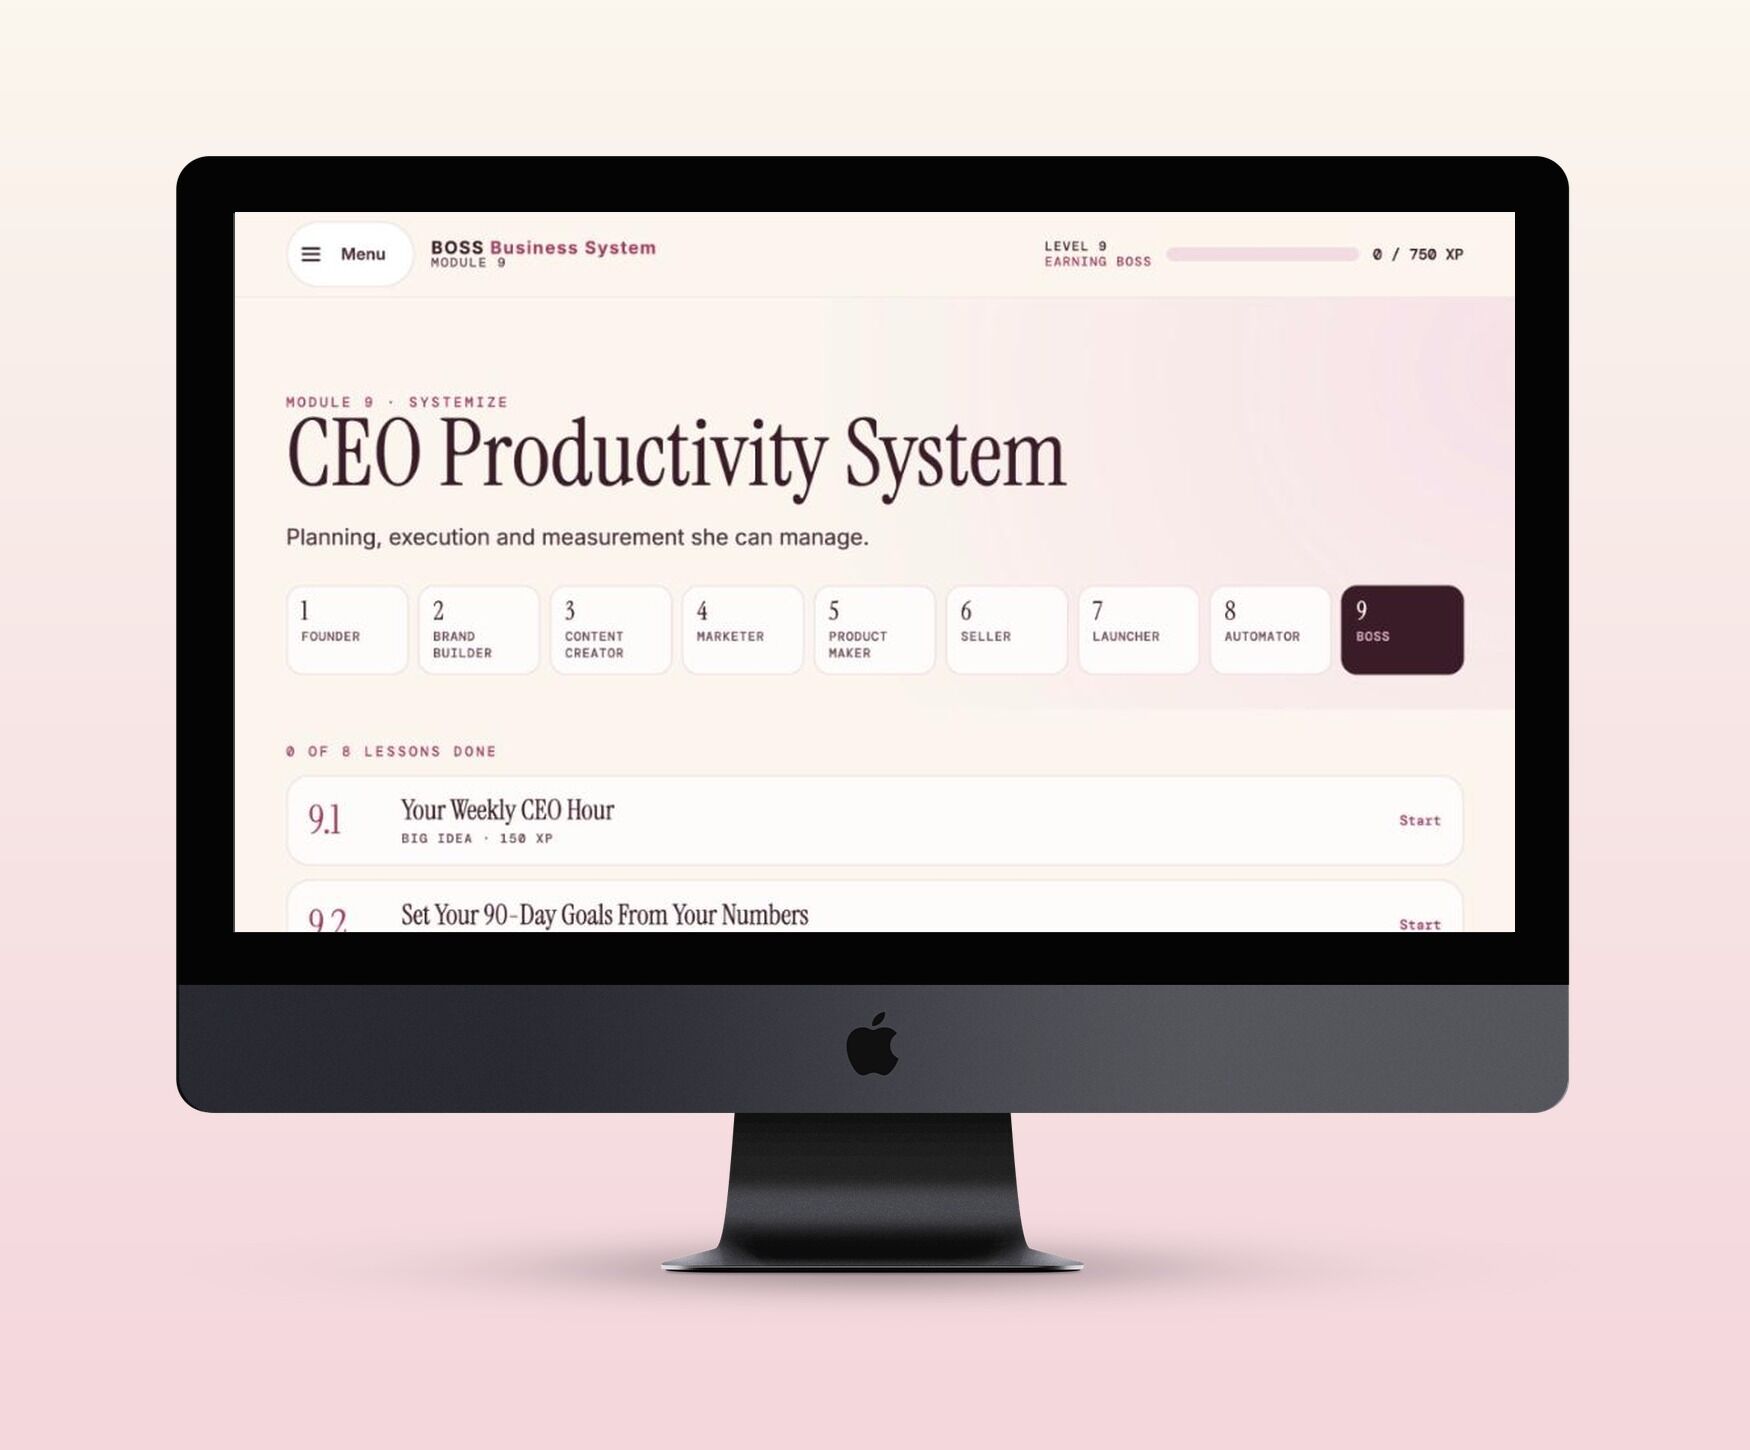 Menu
BOSS Business System
MODULE 9
LEVEL 9
EARNING BOSS
0 / 750 XP
MODULE 9 · SYSTEMIZE
CEO Productivity System
Planning, execution and measurement she can manage.
1
FOUNDER
2
BRAND
BUILDER
3
CONTENT
CREATOR
4
MARKETER
5
PRODUCT
MAKER
6
SELLER
7
LAUNCHER
8
AUTOMATOR
9
BOSS
0 OF 8 LESSONS DONE
9.1
Your Weekly CEO Hour
BIG IDEA · 150 XP
Start
9.2
Set Your 90-Day Goals From Your Numbers
Start